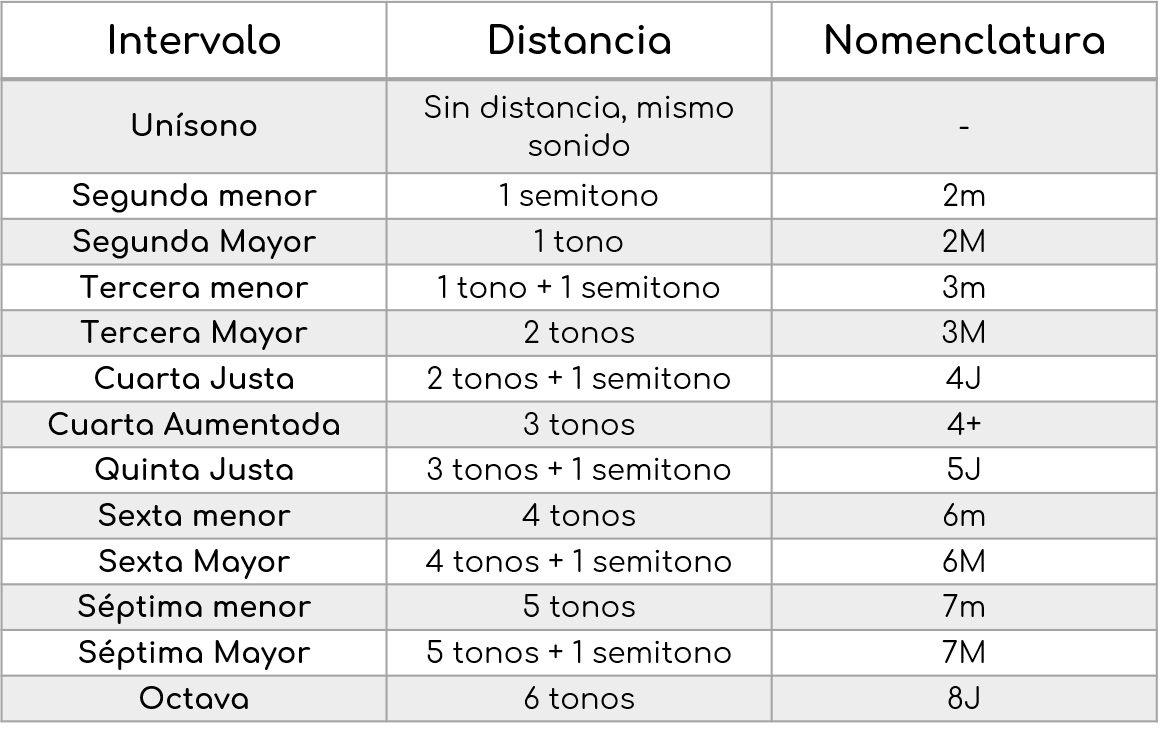 Intervalo Distancia Nomenclatura
Unísono Sin distancia, mismo sonido -
Segunda menor 1 semitono 2m
Segunda Mayor 1 tono 2M
Tercera menor 1 tono + 1 semitono 3m
Tercera Mayor 2 tonos 3M
Cuarta Justa 2 tonos + 1 semitono 4J
Cuarta Aumentada 3 tonos 4+
Quinta Justa 3 tonos + 1 semitono 5J
Sexta menor 4 tonos 6m
Sexta Mayor 4 tonos + 1 semitono 6M
Séptima menor 5 tonos 7m
Séptima Mayor 5 tonos + 1 semitono 7M
Octava 6 tonos 8J